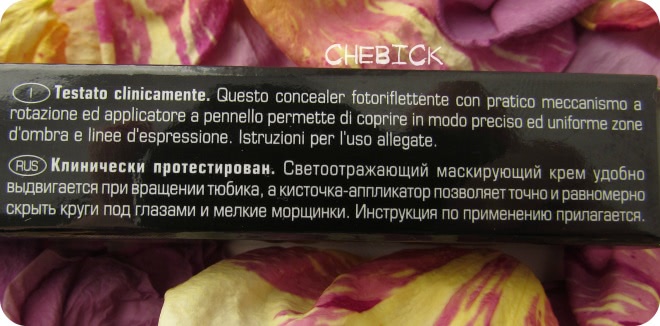 CHEBICK
I Testato clinicamente. Questo concealer fotoriflettente con pratico meccanismo a
rotazione ed applicatore a pennello permette di coprire in modo preciso ed uniforme zone
d'ombra e linee d'espressione. Istruzioni per l'uso allegate.
RUS Клинически протестирован. Светоотражающий маскирующий крем удобно
выдвигается при вращении тюбика, а кисточка-аппликатор позволяет точно и равномерно
скрыть круги под глазами и мелкие морщинки. Инструкция по применению прилагается.